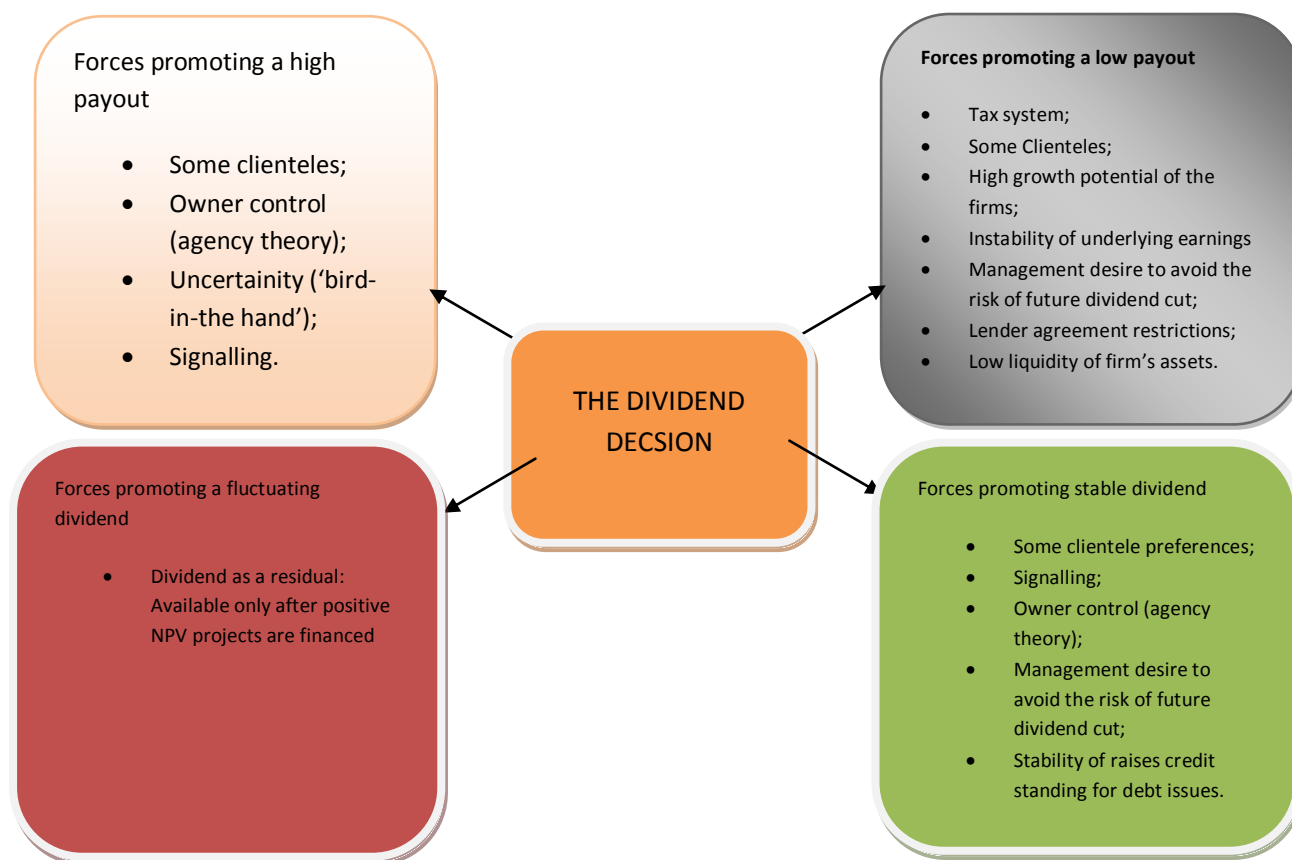 Forces promoting a high
payout
• Some clienteles;
• Owner control
(agency theory);
• Uncertainity (‘bird-
in-the hand’);
• Signalling.
Forces promoting a low payout
• Tax system;
• Some Clienteles;
• High growth potential of the
firms;
• Instability of underlying earnings
• Management desire to avoid the
risk of future dividend cut;
• Lender agreement restrictions;
• Low liquidity of firm’s assets.
THE DIVIDEND
DECSION
Forces promoting a fluctuating
dividend
• Dividend as a residual:
Available only after positive
NPV projects are financed
Forces promoting stable dividend
• Some clientele preferences;
• Signalling;
• Owner control (agency
theory);
• Management desire to
avoid the risk of future
dividend cut;
• Stability of raises credit
standing for debt issues.